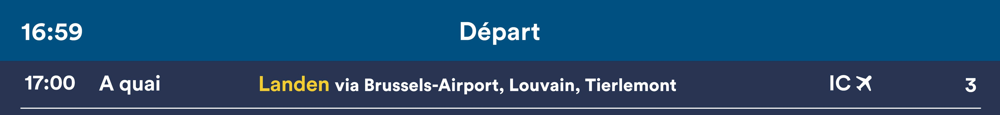 16:59 Départ
17:00 A quai Landen via Brussels-Airport, Louvain, Tierlemont IC 3